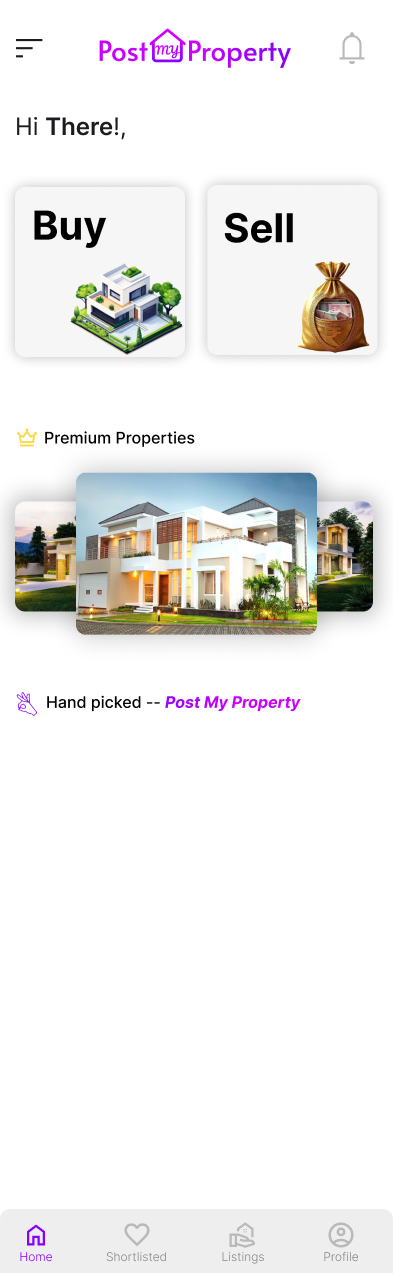 Post my Property
Hi There!,
Buy
Sell
Premium Properties
Hand picked -- Post My Property
Home
Shortlisted
Listings
Profile